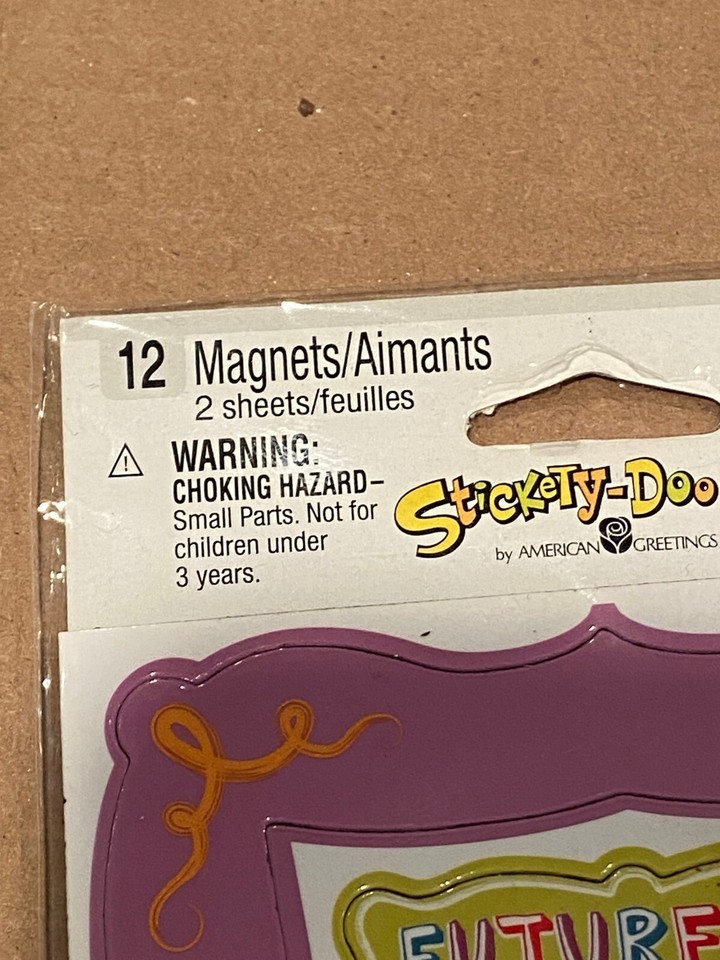 12 Magnets/Aimants
2 sheets/feuilles
⚠ WARNING:
CHOKING HAZARD–
Small Parts. Not for
children under
3 years.
Stickety-Doo
by AMERICAN GREETINGS
FUTURE